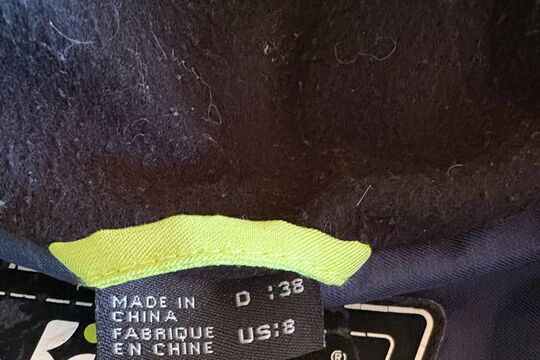 MADE IN
CHINA
FABRIQUE
EN CHINE
D :38
US:8
®